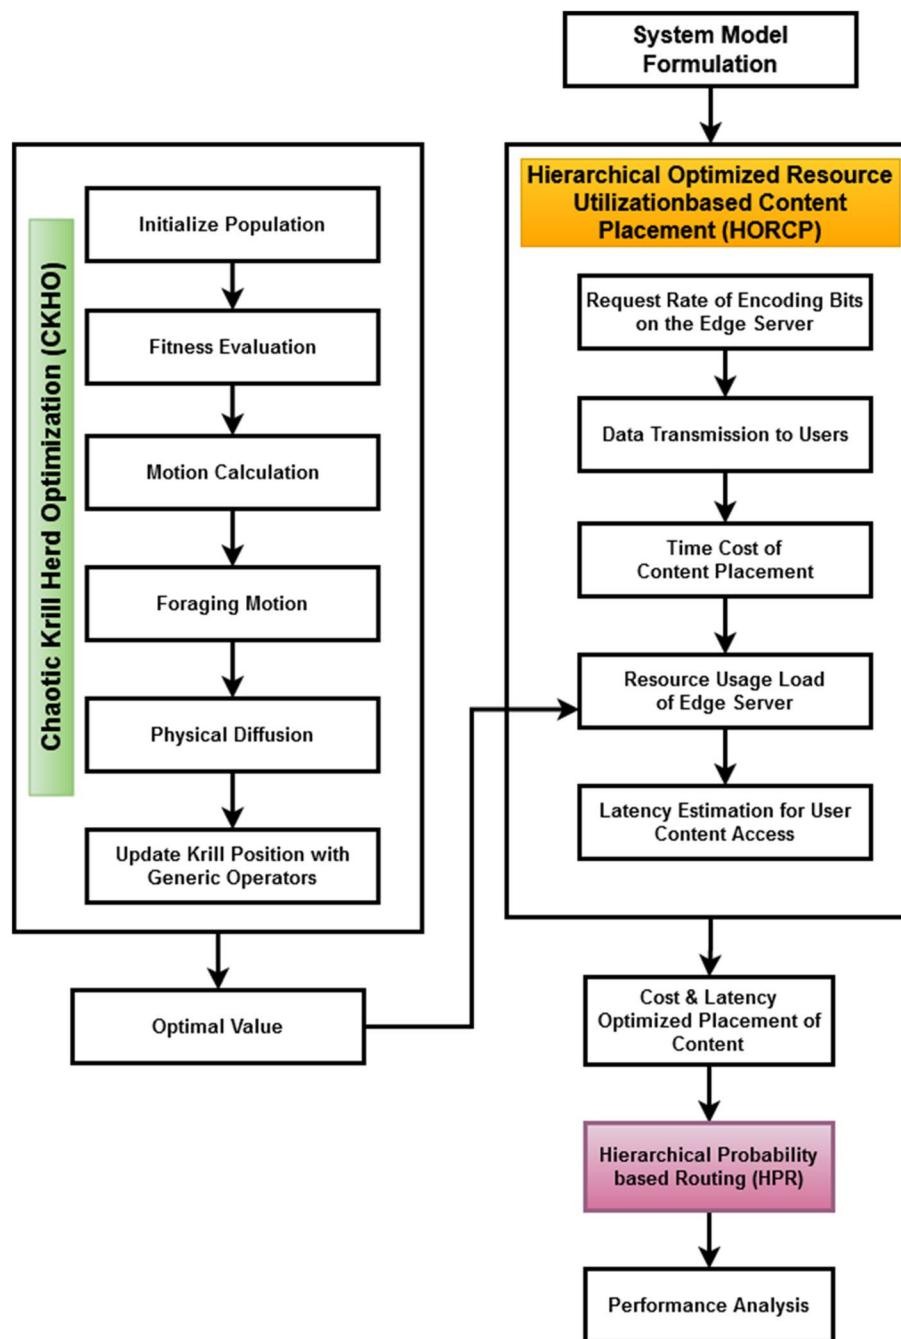 System Model
Formulation
Hierarchical Optimized Resource
Utilizationbased Content
Placement (HORCP)
Request Rate of Encoding Bits
on the Edge Server
Data Transmission to Users
Time Cost of
Content Placement
Resource Usage Load
of Edge Server
Latency Estimation for User
Content Access
Chaotic Krill Herd Optimization (CKHO)
Initialize Population
Fitness Evaluation
Motion Calculation
Foraging Motion
Physical Diffusion
Update Krill Position with
Generic Operators
Optimal Value
Cost & Latency
Optimized Placement of
Content
Hierarchical Probability
based Routing (HPR)
Performance Analysis